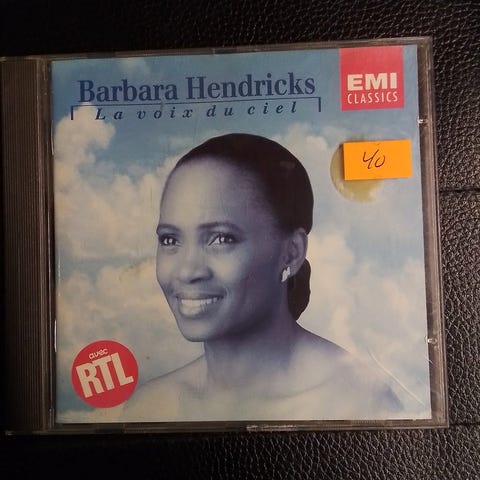 Barbara Hendricks
La voix du ciel
EMI
CLASSICS
40
avec
RTL